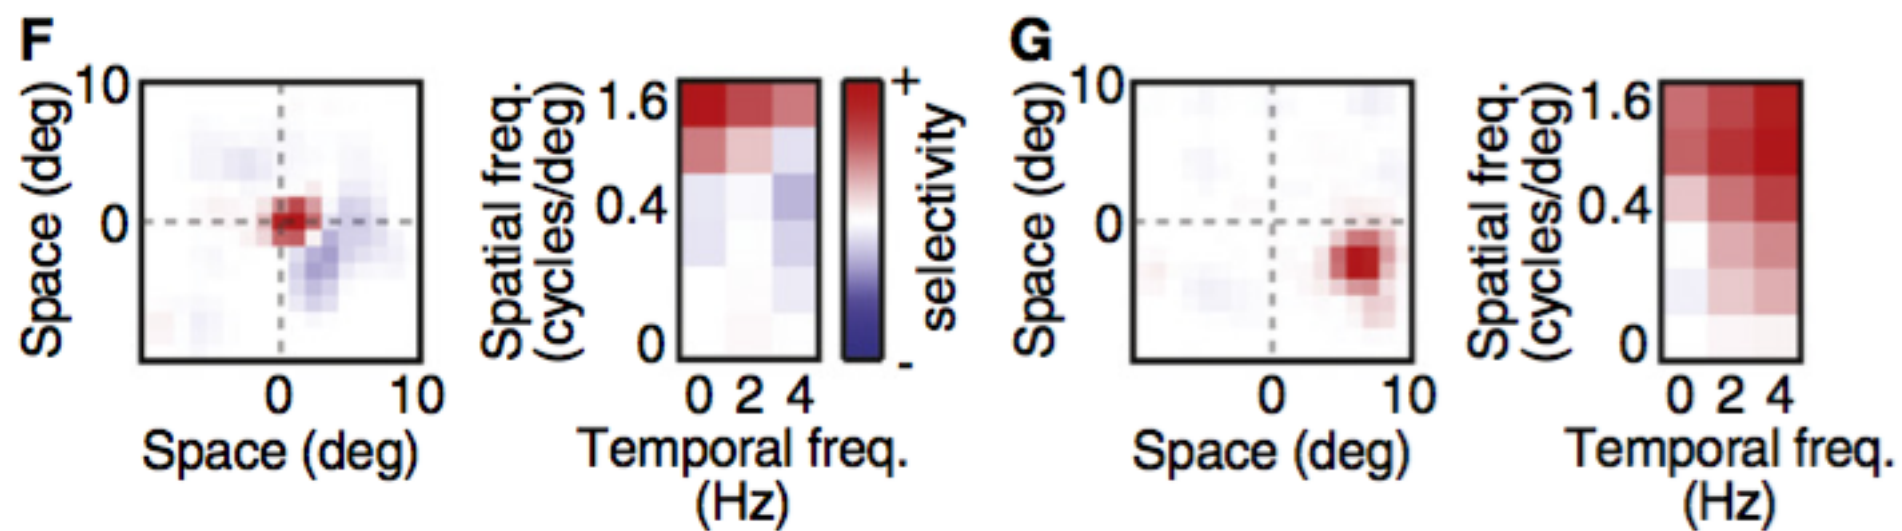 F
Space (deg)
10
0
0 10
Space (deg)
Spatial freq.
(cycles/deg)
1.6
0.4
0
0 2 4
Temporal freq.
(Hz)
+
selectivity
-
G
Space (deg)
10
0
0 10
Space (deg)
Spatial freq.
(cycles/deg)
1.6
0.4
0
0 2 4
Temporal freq.
(Hz)